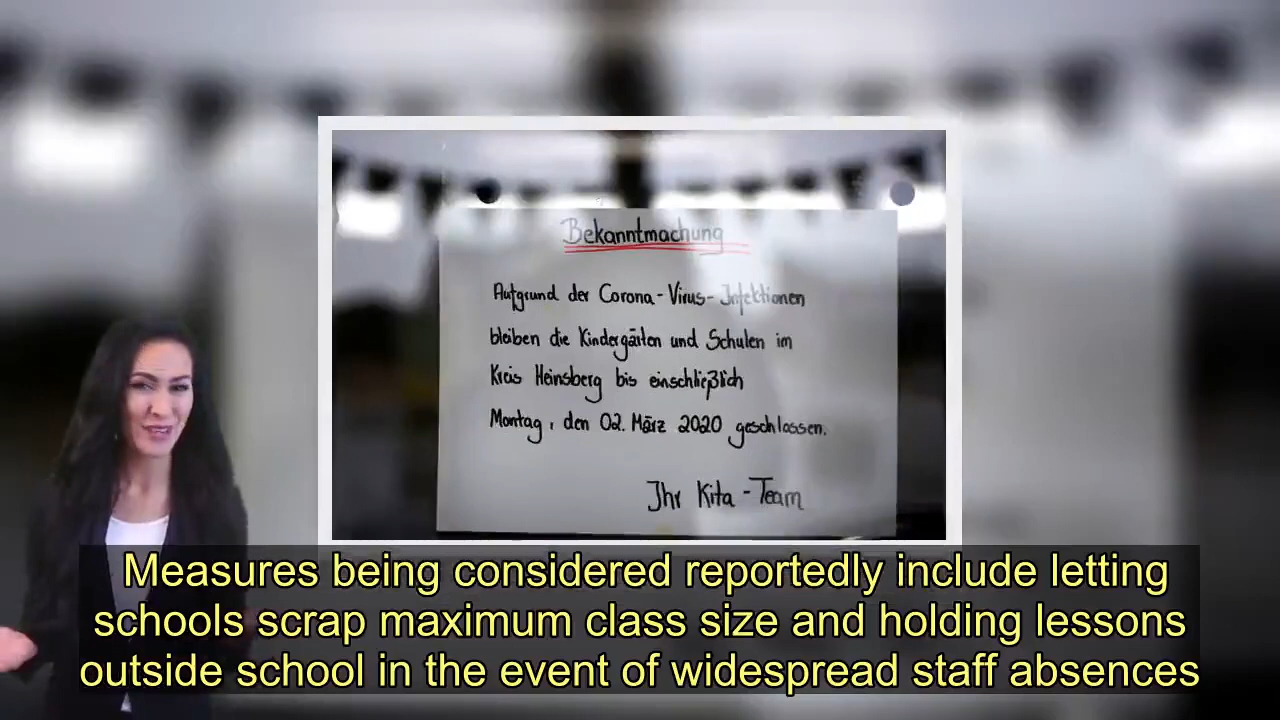 Bekanntmachung
Aufgrund der Corona-Virus-Infektionen
bleiben die Kindergärten und Schulen im
Kreis Heinsberg bis einschließlich
Montag, den 02. März 2020 geschlossen.
Ihr Kita-Team
Measures being considered reportedly include letting
schools scrap maximum class size and holding lessons
outside school in the event of widespread staff absences